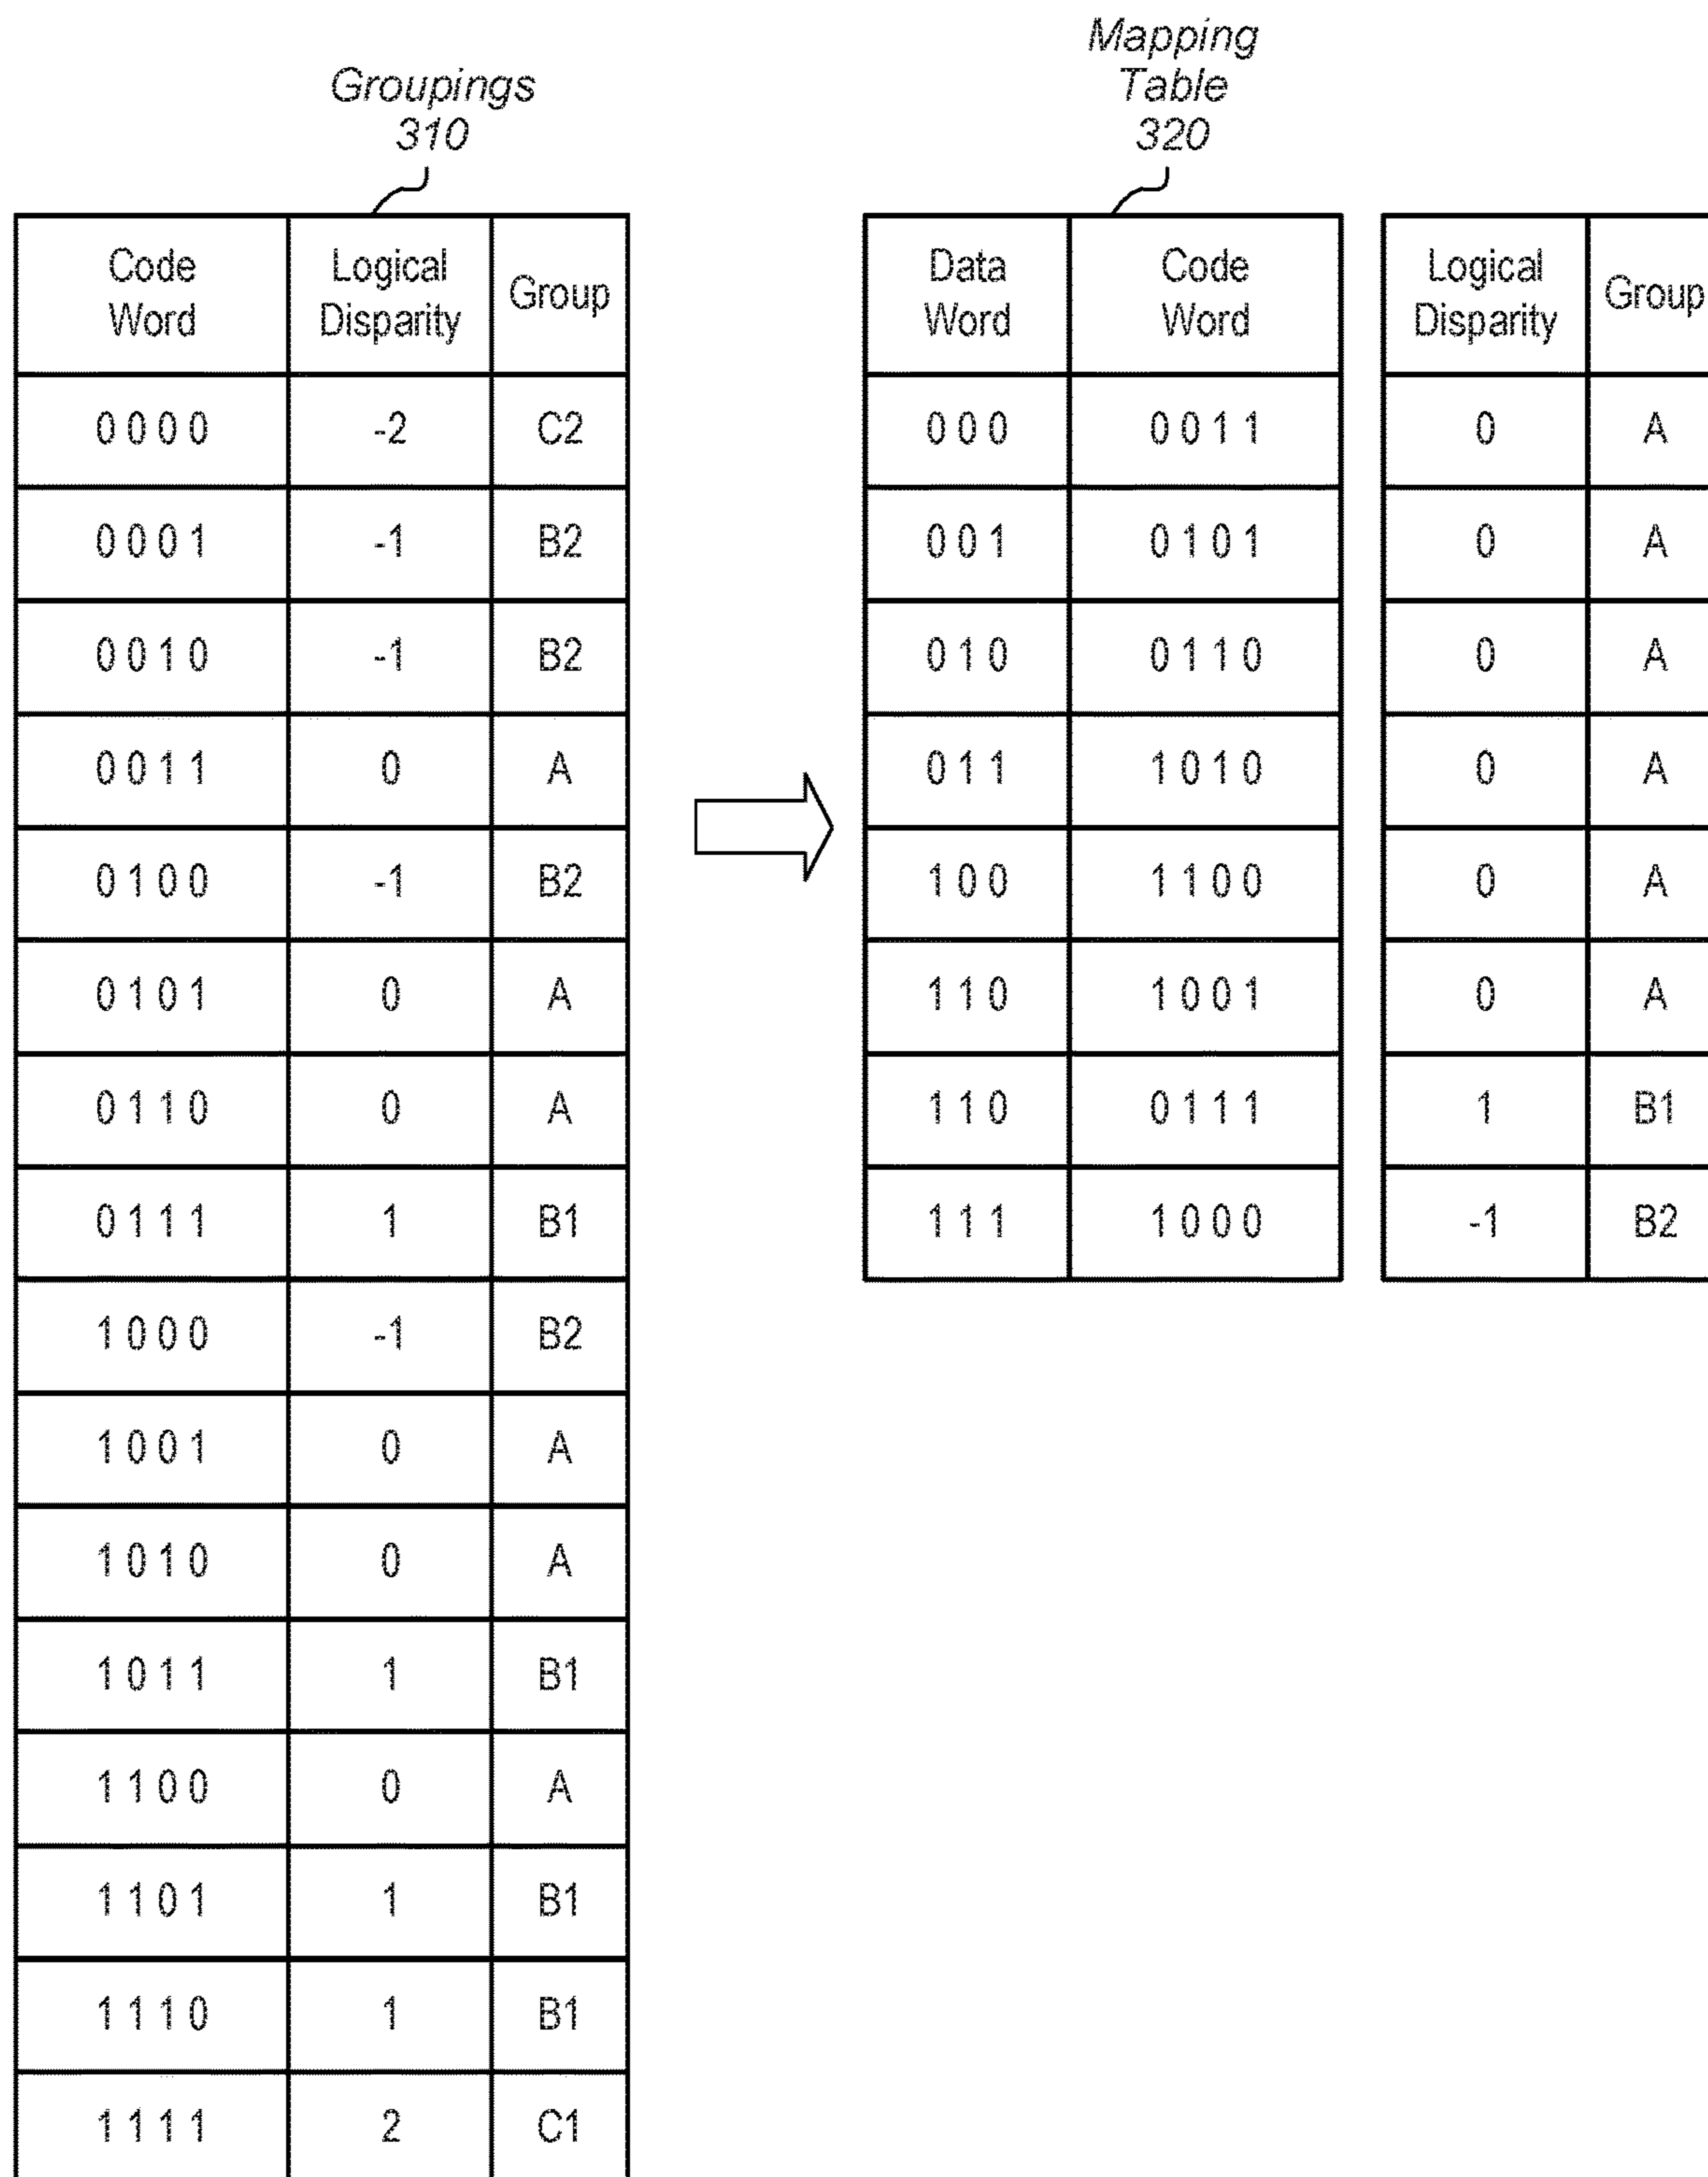 Groupings
310
Code Word Logical Disparity Group
0 0 0 0 -2 C2
0 0 0 1 -1 B2
0 0 1 0 -1 B2
0 0 1 1 0 A
0 1 0 0 -1 B2
0 1 0 1 0 A
0 1 1 0 0 A
0 1 1 1 1 B1
1 0 0 0 -1 B2
1 0 0 1 0 A
1 0 1 0 0 A
1 0 1 1 1 B1
1 1 0 0 0 A
1 1 0 1 1 B1
1 1 1 0 1 B1
1 1 1 1 2 C1
Mapping
Table
320
Data Word Code Word Logical Disparity Group
0 0 0 0 0 1 1 0 A
0 0 1 0 1 0 1 0 A
0 1 0 0 1 1 0 0 A
0 1 1 1 0 1 0 0 A
1 0 0 1 1 0 0 0 A
1 1 0 1 0 0 1 0 A
1 1 0 0 1 1 1 1 B1
1 1 1 1 0 0 0 -1 B2